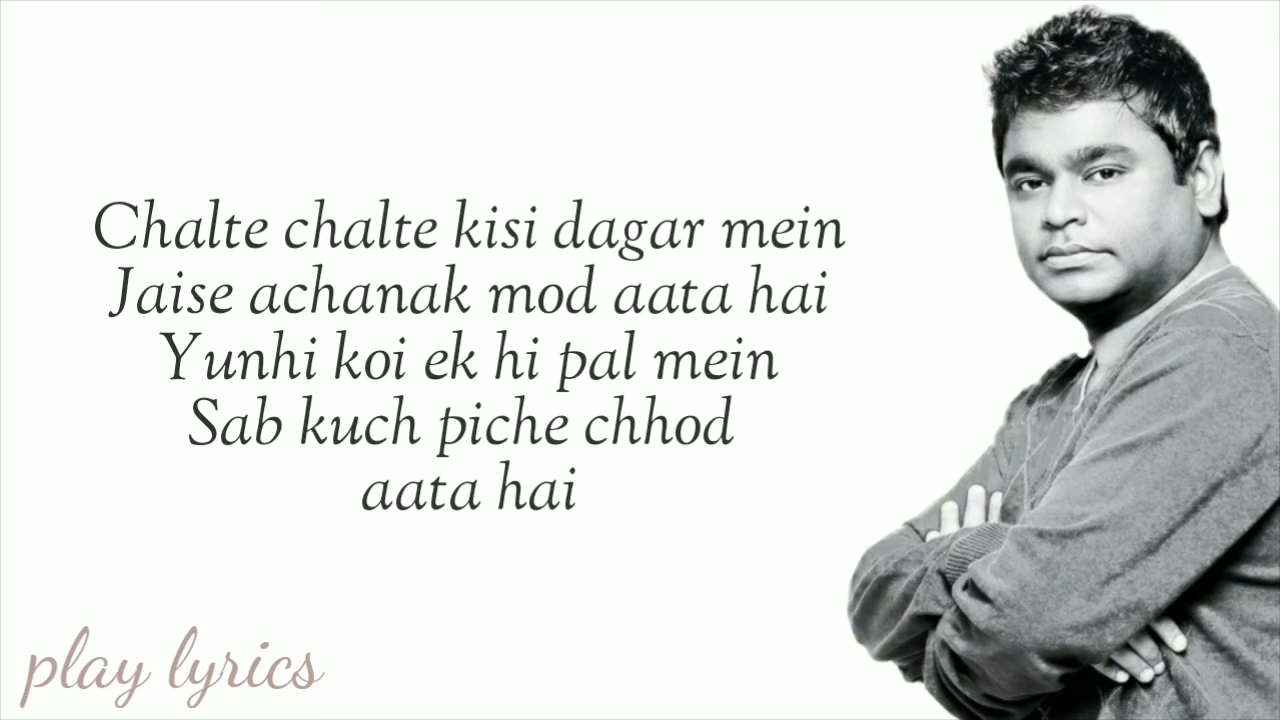 Chalte chalte kisi dagar mein
Jaise achanak mod aata hai
Yunhi koi ek hi pal mein
Sab kuch piche chhod
aata hai
play lyrics